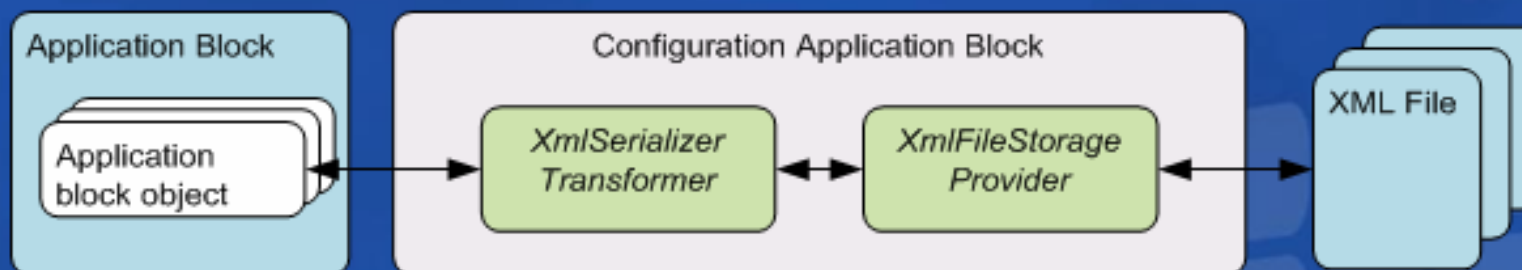 Application Block
Application
block object
Configuration Application Block
XmlSerializer
Transformer
XmlFileStorage
Provider
XML File